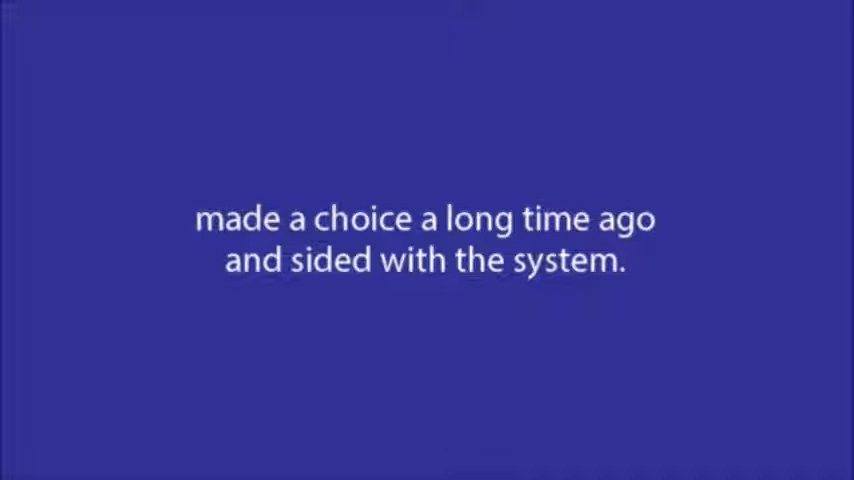 made a choice a long time ago
and sided with the system.